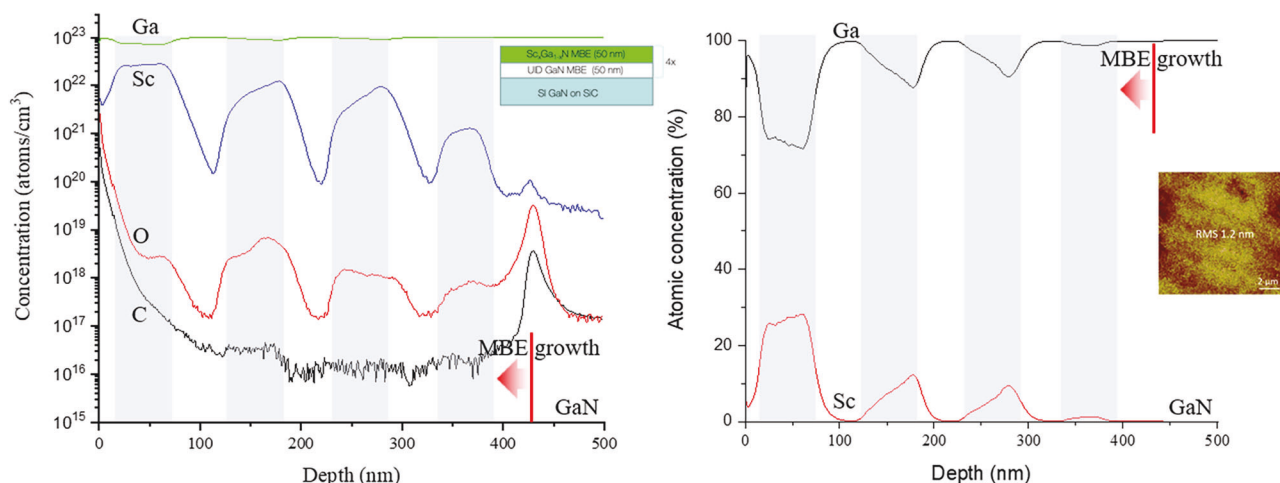 Concentration (atoms/cm³)
10²³
10²²
10²¹
10²⁰
10¹⁹
10¹⁸
10¹⁷
10¹⁶
10¹⁵
Ga
Sc
O
C
ScₓGa₁₋ₓN MBE (50 nm)
UID GaN MBE (50 nm)
SI GaN on SiC
4x
MBE growth
GaN
0 100 200 300 400 500
Depth (nm)
Atomic concentration (%)
100
80
60
40
20
0
Ga
MBE growth
RMS 1.2 nm
2 µm
Sc
GaN
0 100 200 300 400 500
Depth (nm)